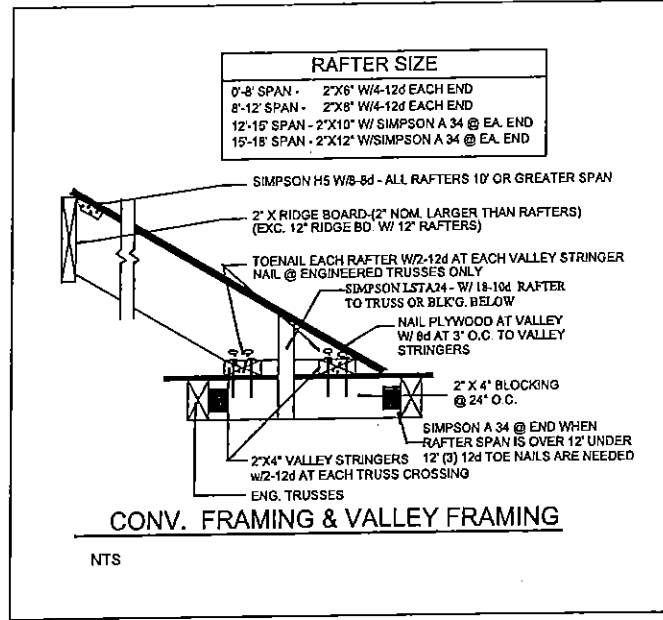 RAFTER SIZE
0'-8' SPAN - 2"X6" W/4-12d EACH END
8'-12' SPAN - 2"X8" W/4-12d EACH END
12'-15' SPAN - 2"X10" W/ SIMPSON A 34 @ EA. END
15'-18' SPAN - 2"X12" W/SIMPSON A 34 @ EA. END
SIMPSON H5 W/8-8d - ALL RAFTERS 10' OR GREATER SPAN
2" X RIDGE BOARD-(2" NOM. LARGER THAN RAFTERS)
(EXC. 12" RIDGE BD. W/ 12" RAFTERS)
TOENAIL EACH RAFTER W/2-12d AT EACH VALLEY STRINGER
NAIL @ ENGINEERED TRUSSES ONLY
SIMPSON LSTA24 - W/ 18-10d RAFTER
TO TRUSS OR BLK'G. BELOW
NAIL PLYWOOD AT VALLEY
W/ 8d AT 3" O.C. TO VALLEY
STRINGERS
2" X 4" BLOCKING
@ 24" O.C.
SIMPSON A 34 @ END WHEN
RAFTER SPAN IS OVER 12' UNDER
12' (3) 12d TOE NAILS ARE NEEDED
2"X4" VALLEY STRINGERS
W/2-12d AT EACH TRUSS CROSSING
ENG. TRUSSES
CONV. FRAMING & VALLEY FRAMING
NTS